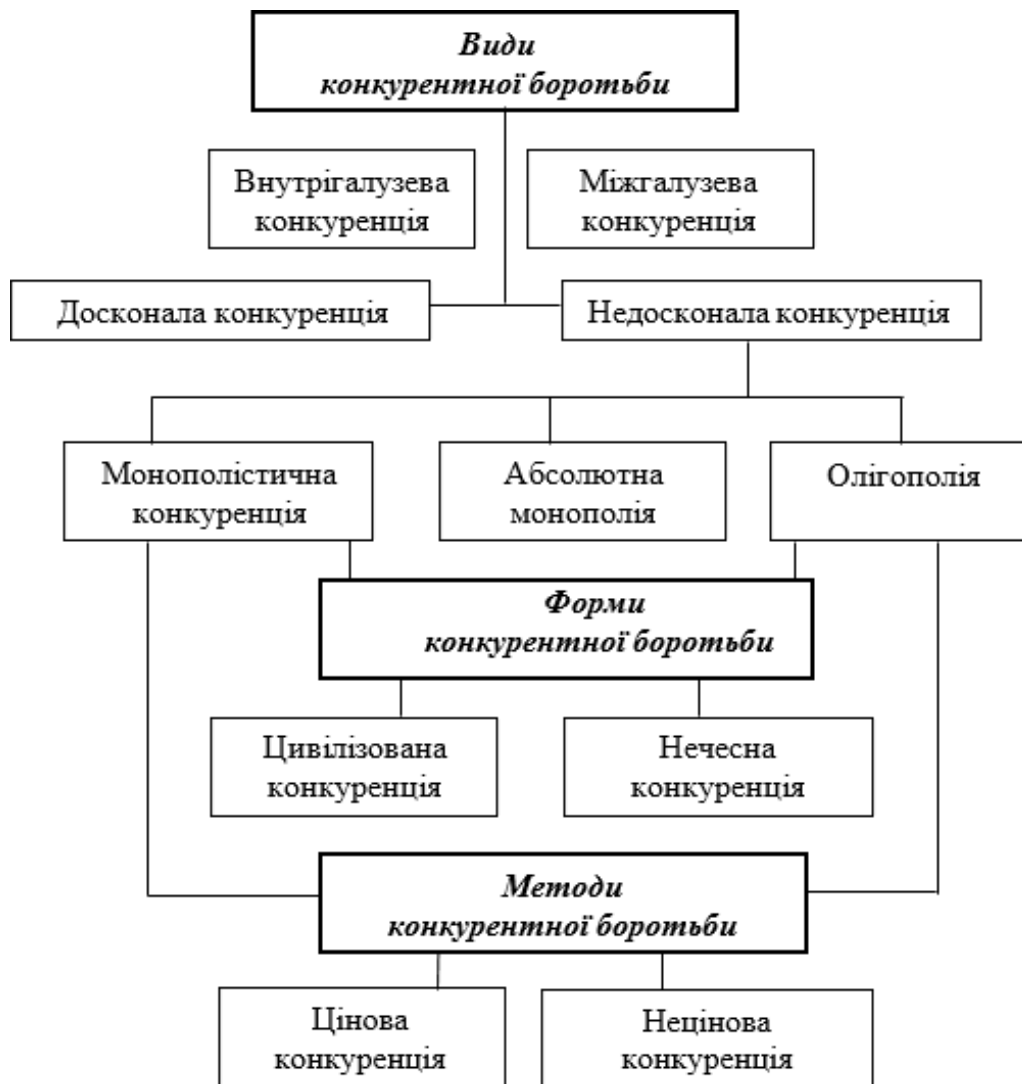 Види
конкурентної боротьби
Внутрігалузева
конкуренція
Міжгалузева
конкуренція
Досконала конкуренція
Недосконала конкуренція
Монополістична
конкуренція
Абсолютна
монополія
Олігополія
Форми
конкурентної боротьби
Цивілізована
конкуренція
Нечесна
конкуренція
Методи
конкурентної боротьби
Цінова
конкуренція
Нецінова
конкуренція